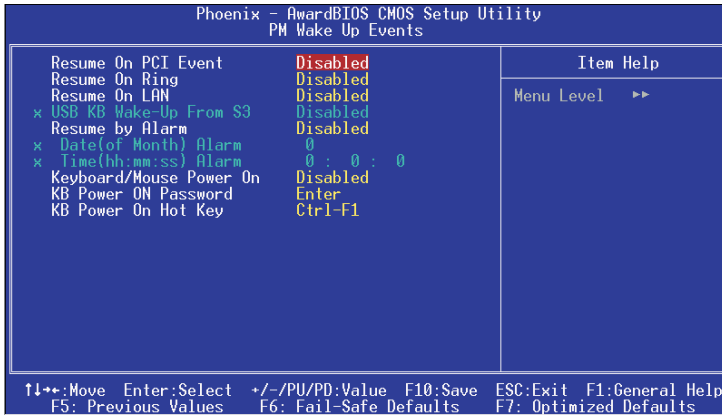 Phoenix - AwardBIOS CMOS Setup Utility
PM Wake Up Events
Resume On PCI Event Disabled
Resume On Ring Disabled
Resume On LAN Disabled
x USB KB Wake-Up From S3 Disabled
Resume by Alarm Disabled
x Date(of Month) Alarm 0
x Time(hh:mm:ss) Alarm 0 : 0 : 0
Keyboard/Mouse Power On Disabled
KB Power ON Password Enter
KB Power On Hot Key Ctrl-F1
Item Help
Menu Level ►►
↑↓→←:Move Enter:Select +/-/PU/PD:Value F10:Save ESC:Exit F1:General Help
F5: Previous Values F6: Fail-Safe Defaults F7: Optimized Defaults